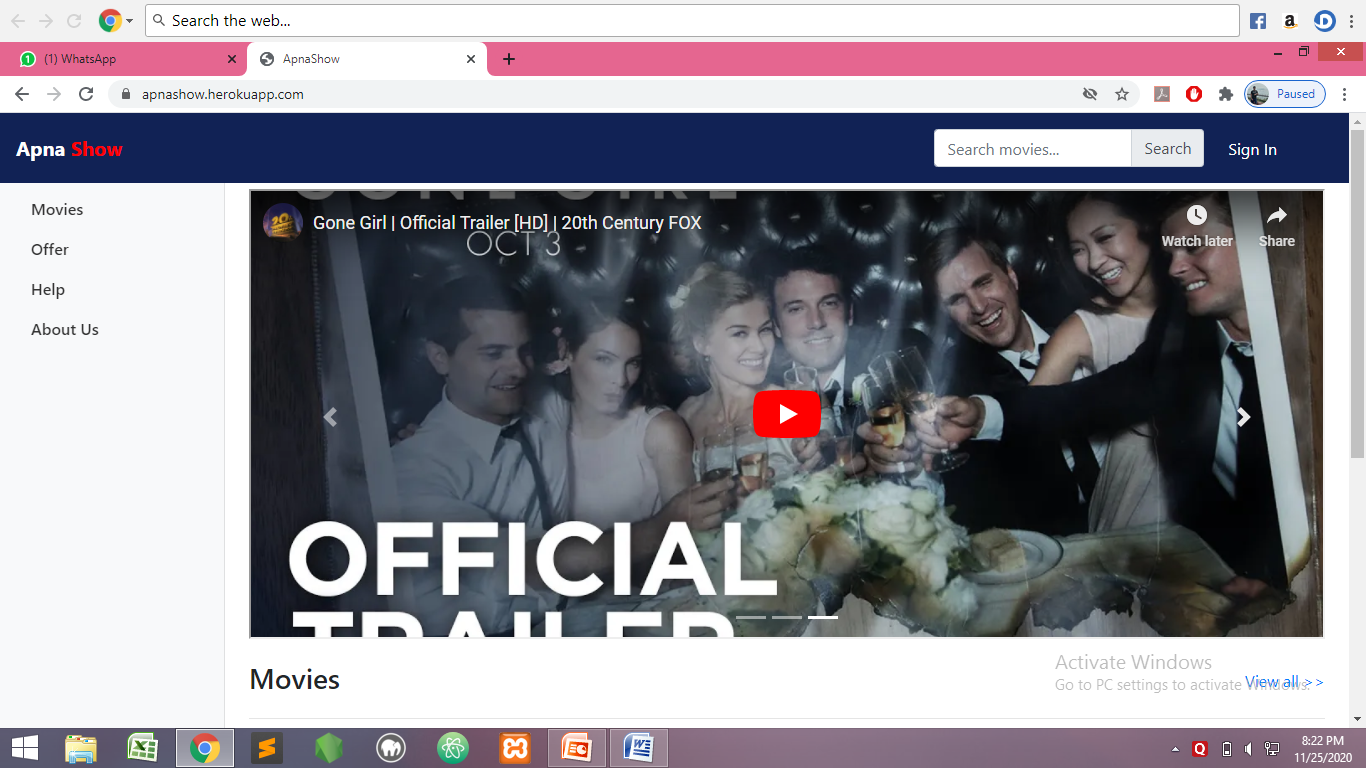 Search the web...
(1) WhatsApp
ApnaShow
apnashow.herokuapp.com
Paused
Apna Show
Search movies...
Search
Sign In
Movies
Offer
Help
About Us
GONE GIRL
Gone Girl | Official Trailer [HD] | 20th Century FOX
OCT 3
Watch later
Share
OFFICIAL
TRAILER
Movies
View all >>
Activate Windows
Go to PC settings to activate Windows.
8:22 PM
11/25/2020